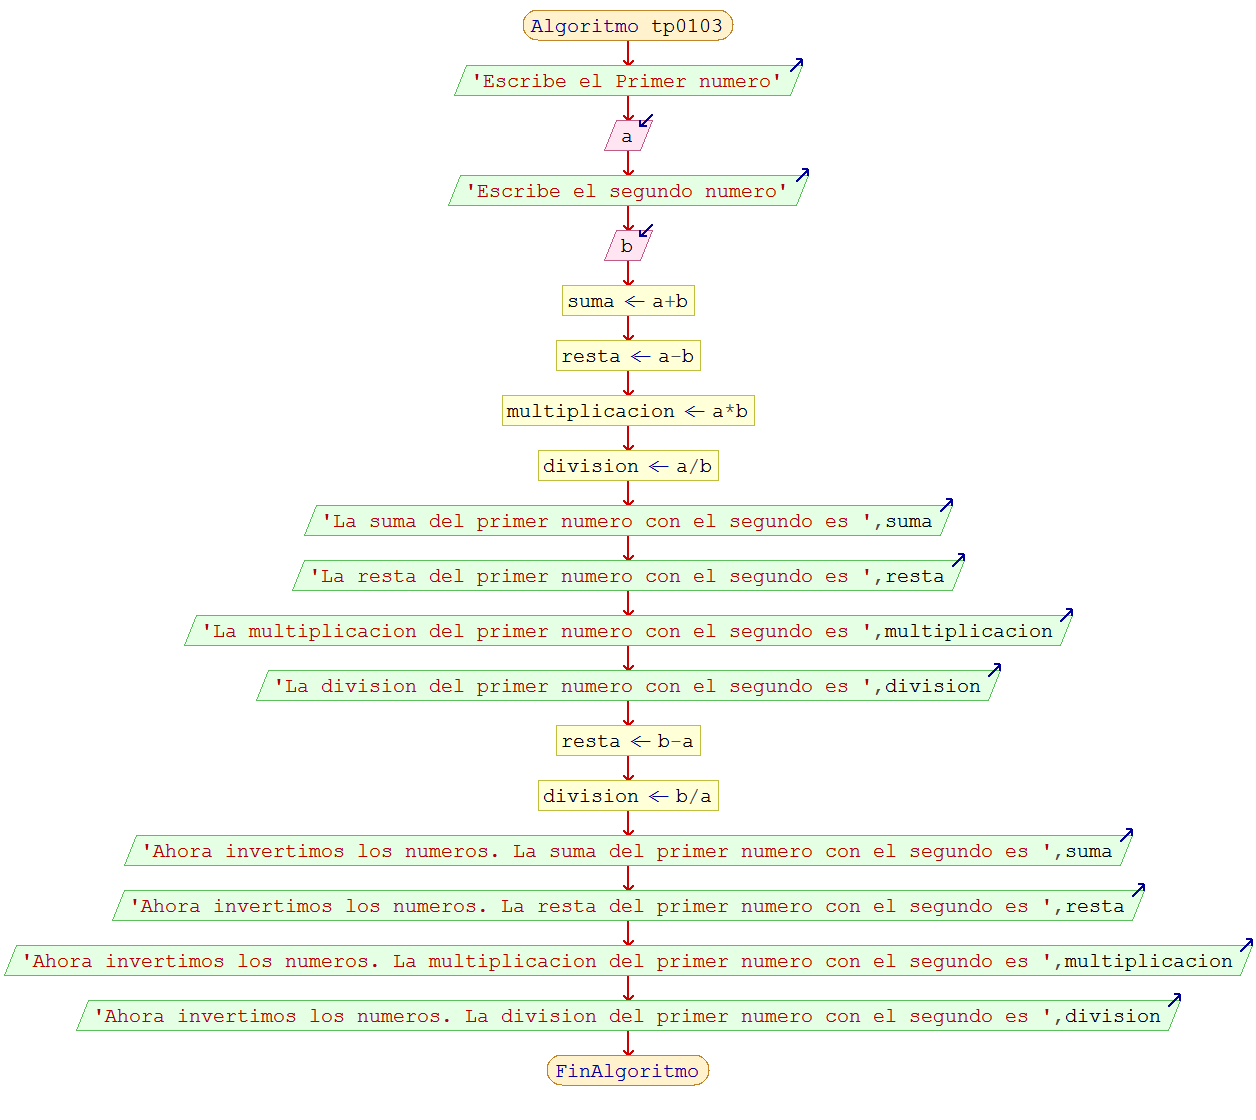 Algoritmo tp0103
'Escribe el Primer numero'
a
'Escribe el segundo numero'
b
suma ← a+b
resta ← a-b
multiplicacion ← a*b
division ← a/b
'La suma del primer numero con el segundo es ',suma
'La resta del primer numero con el segundo es ',resta
'La multiplicacion del primer numero con el segundo es ',multiplicacion
'La division del primer numero con el segundo es ',division
resta ← b-a
division ← b/a
'Ahora invertimos los numeros. La suma del primer numero con el segundo es ',suma
'Ahora invertimos los numeros. La resta del primer numero con el segundo es ',resta
'Ahora invertimos los numeros. La multiplicacion del primer numero con el segundo es ',multiplicacion
'Ahora invertimos los numeros. La division del primer numero con el segundo es ',division
FinAlgoritmo